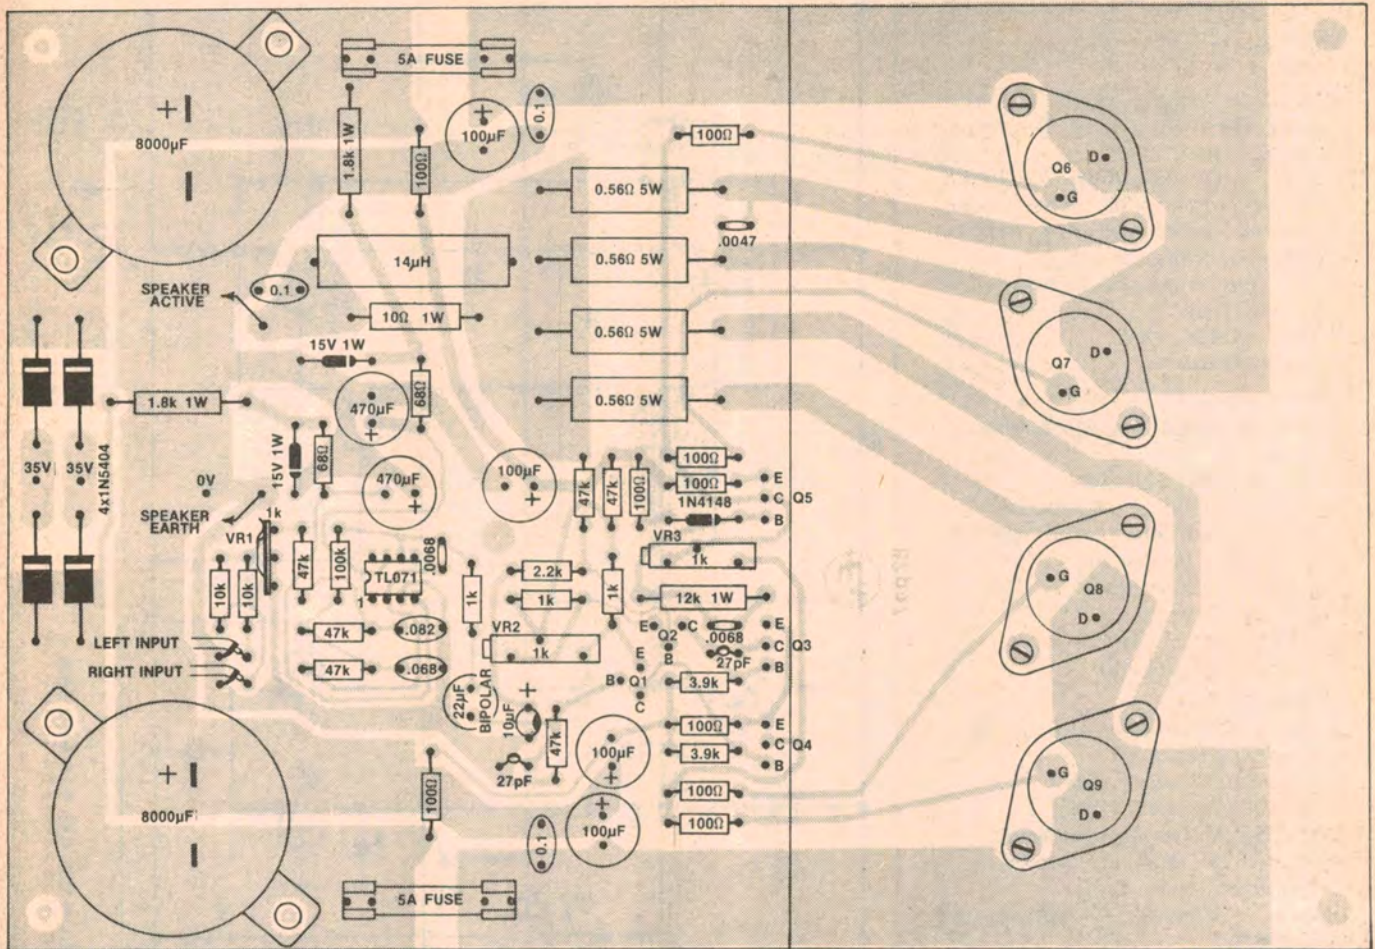 5A FUSE
8000µF
+
1.8k 1W
100Ω
+
100µF
0.1
100Ω
0.56Ω 5W
.0047
Q6
D
G
14µH
0.56Ω 5W
SPEAKER
ACTIVE
0.1
10Ω 1W
0.56Ω 5W
Q7
D
G
15V 1W
1.8k 1W
470µF
+
68Ω
0.56Ω 5W
35V
35V
4x1N5404
0V
15V 1W
68Ω
470µF
+
100µF
+
47k
47k
100Ω
100Ω
100Ω
1N4148
E
C Q5
B
SPEAKER
EARTH
1k
VR1
10k
10k
47k
100k
TL071
1
.0068
1k
2.2k
1k
1k
VR3
1k
12k 1W
G
Q8
D
LEFT INPUT
RIGHT INPUT
47k
.082
47k
.068
VR2
1k
E
C
Q2
B
.0068
27pF
E
C Q3
B
E
B
Q1
C
3.9k
22µF
BIPOLAR
+
10µF
47k
27pF
100µF
+
100Ω
3.9k
E
C Q4
B
G
Q9
D
8000µF
+
100Ω
0.1
+
100µF
100Ω
100Ω
5A FUSE